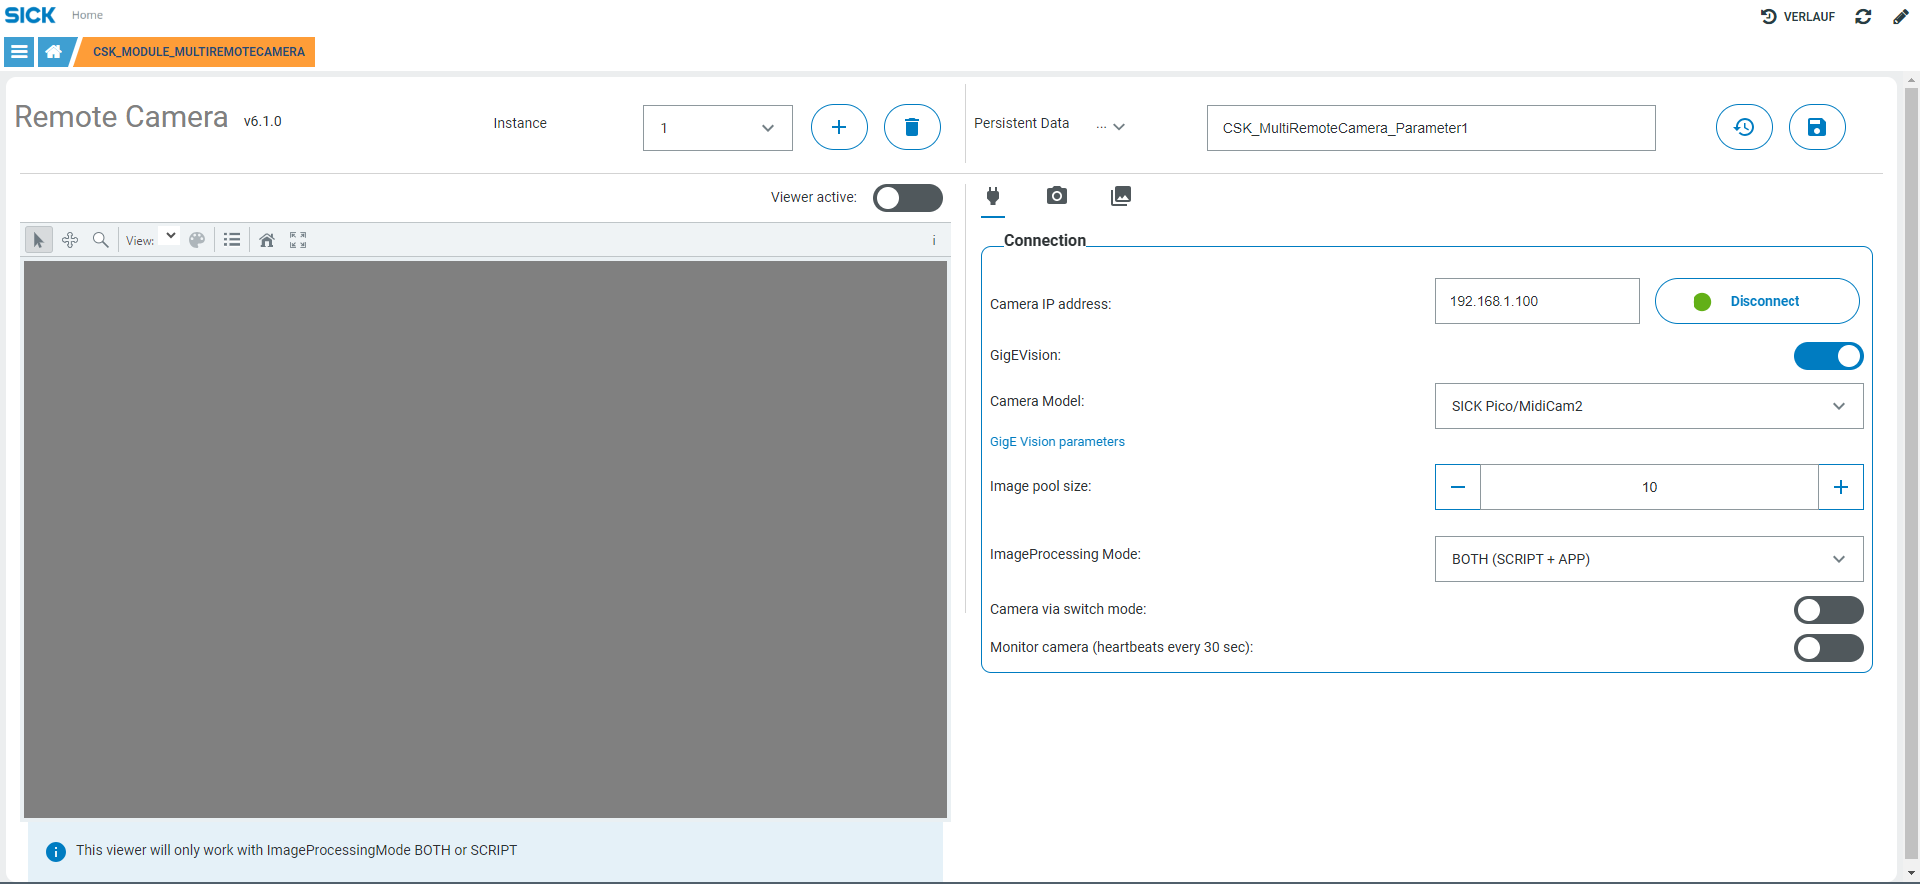 SICK Home
VERLAUF
CSK_MODULE_MULTIREMOTECAMERA
Remote Camera v6.1.0
Instance
1
Persistent Data
...
CSK_MultiRemoteCamera_Parameter1
Viewer active:
View:
i
Connection
Camera IP address:
192.168.1.100
Disconnect
GigEVision:
Camera Model:
SICK Pico/MidiCam2
GigE Vision parameters
Image pool size:
10
ImageProcessing Mode:
BOTH (SCRIPT + APP)
Camera via switch mode:
Monitor camera (heartbeats every 30 sec):
This viewer will only work with ImageProcessingMode BOTH or SCRIPT